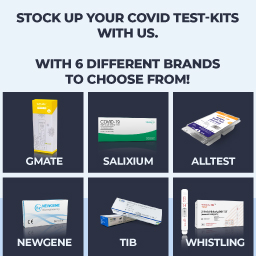 STOCK UP YOUR COVID TEST-KITS
WITH US.
WITH 6 DIFFERENT BRANDS
TO CHOOSE FROM!
COVID-19
GMATE
SALIXIUM
ALLTEST
NEWGENE
TIB
WHISTLING